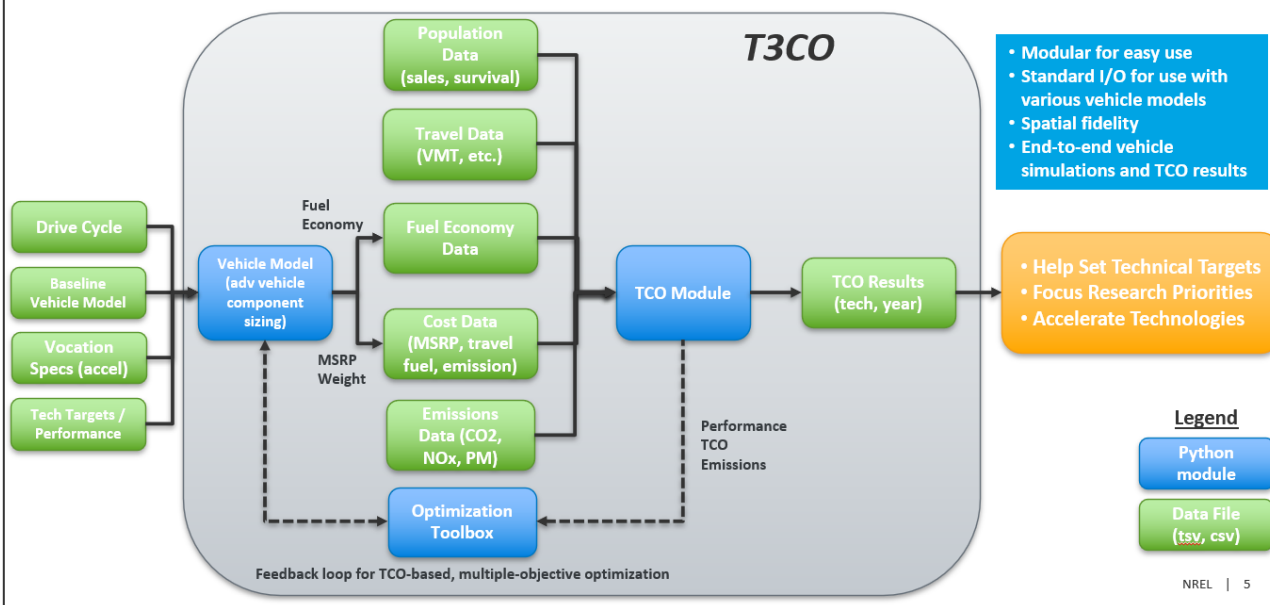 T3CO
Population
Data
(sales, survival)
Travel Data
(VMT, etc.)
Fuel
Economy
Fuel Economy
Data
Drive Cycle
Baseline
Vehicle Model
Vocation
Specs (accel)
Tech Targets /
Performance
Vehicle Model
(adv vehicle
component
sizing)
MSRP
Weight
Cost Data
(MSRP, travel
fuel, emission)
Emissions
Data (CO2,
NOx, PM)
Optimization
Toolbox
Feedback loop for TCO-based, multiple-objective optimization
TCO Module
Performance
TCO
Emissions
TCO Results
(tech, year)
• Modular for easy use
• Standard I/O for use with
various vehicle models
• Spatial fidelity
• End-to-end vehicle
simulations and TCO results
• Help Set Technical Targets
• Focus Research Priorities
• Accelerate Technologies
Legend
Python
module
Data File
(tsv, csv)
NREL | 5